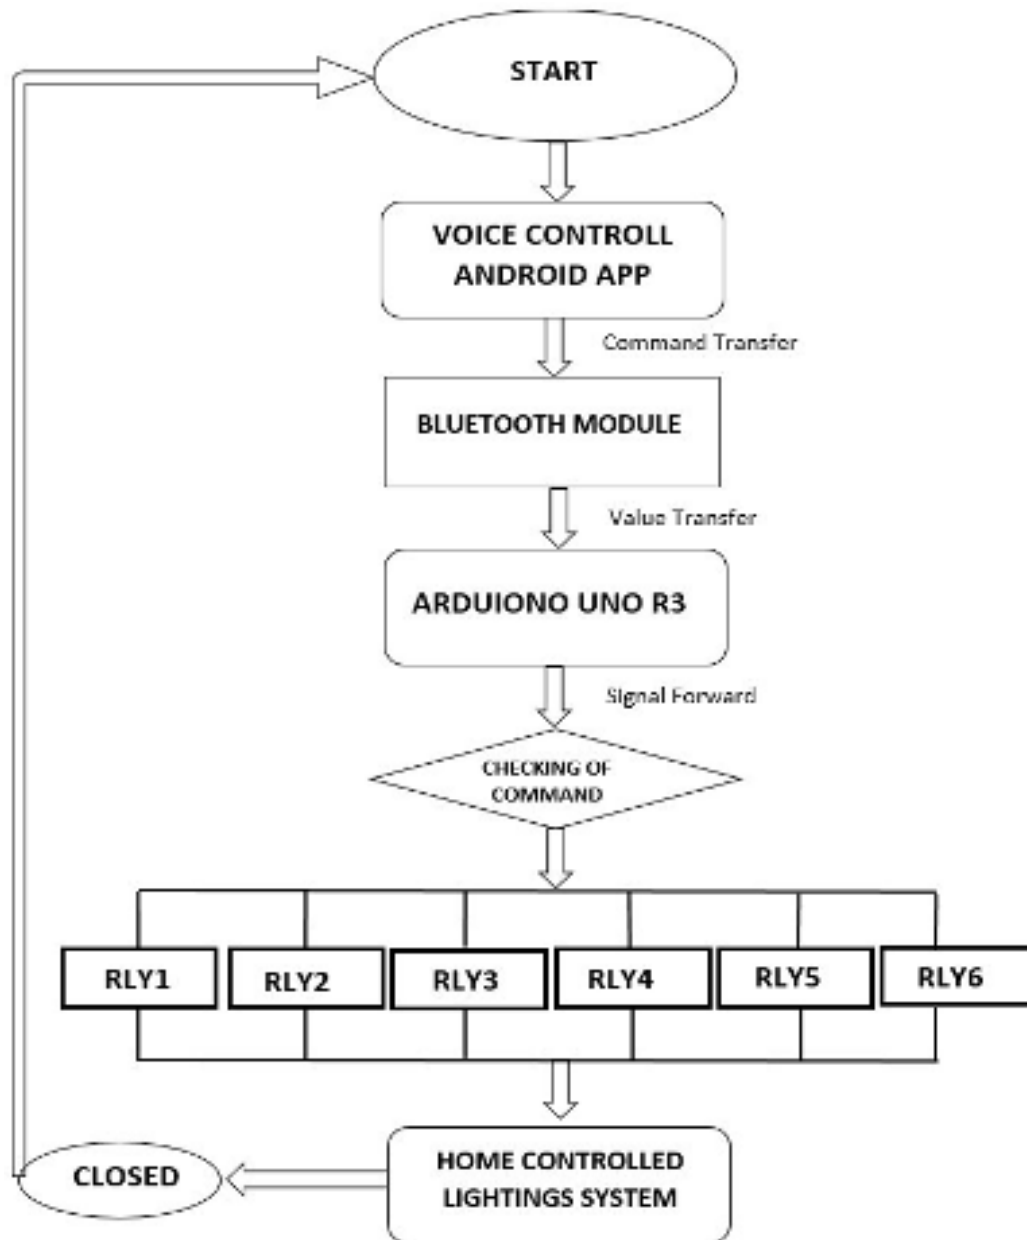 START
VOICE CONTROLL
ANDROID APP
Command Transfer
BLUETOOTH MODULE
Value Transfer
ARDUIONO UNO R3
Signal Forward
CHECKING OF
COMMAND
RLY1
RLY2
RLY3
RLY4
RLY5
RLY6
HOME CONTROLLED
LIGHTINGS SYSTEM
CLOSED